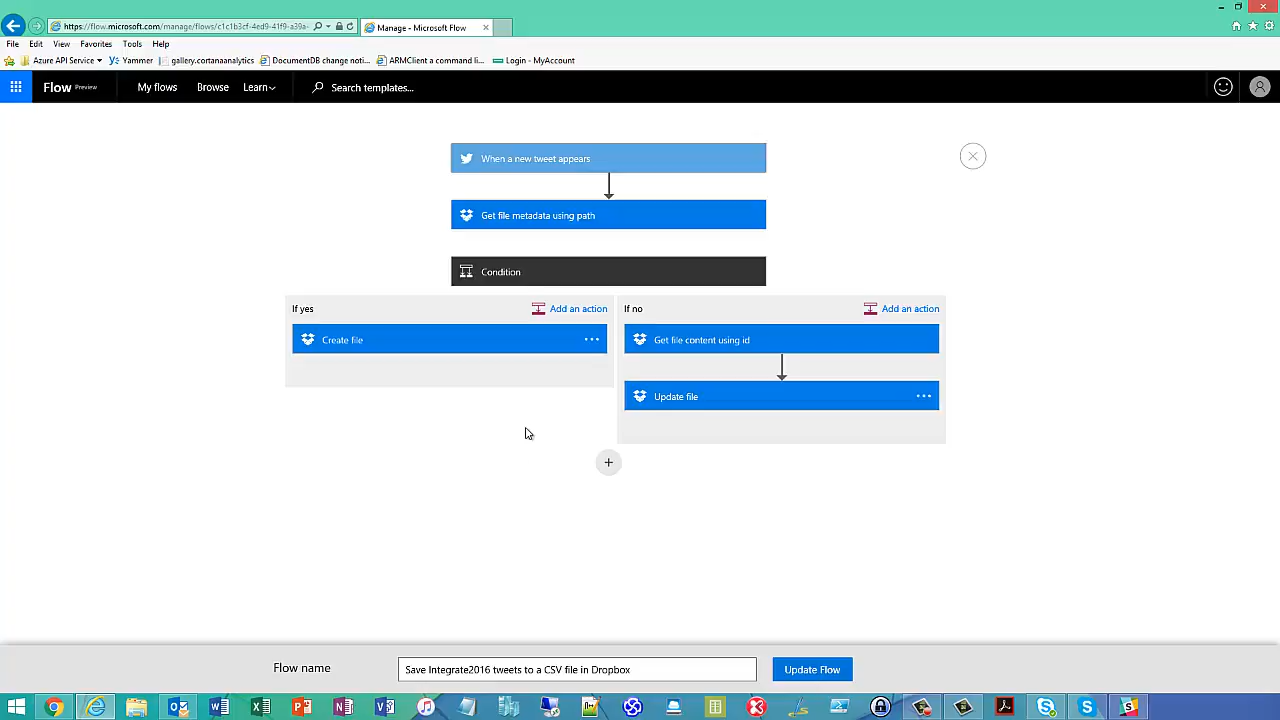 https://flow.microsoft.com/manage/flows/c1c1b3cf-4ed9-41f9-a39a-
Manage - Microsoft Flow
File Edit View Favorites Tools Help
Azure API Service Yammer gallery.cortanaanalytics DocumentDB change noti... ARMClient a command li... Login - MyAccount
Flow Preview My flows Browse Learn Search templates...
When a new tweet appears
Get file metadata using path
Condition
If yes Add an action If no Add an action
Create file Get file content using id
Update file
Flow name Save Integrate2016 tweets to a CSV file in Dropbox Update Flow